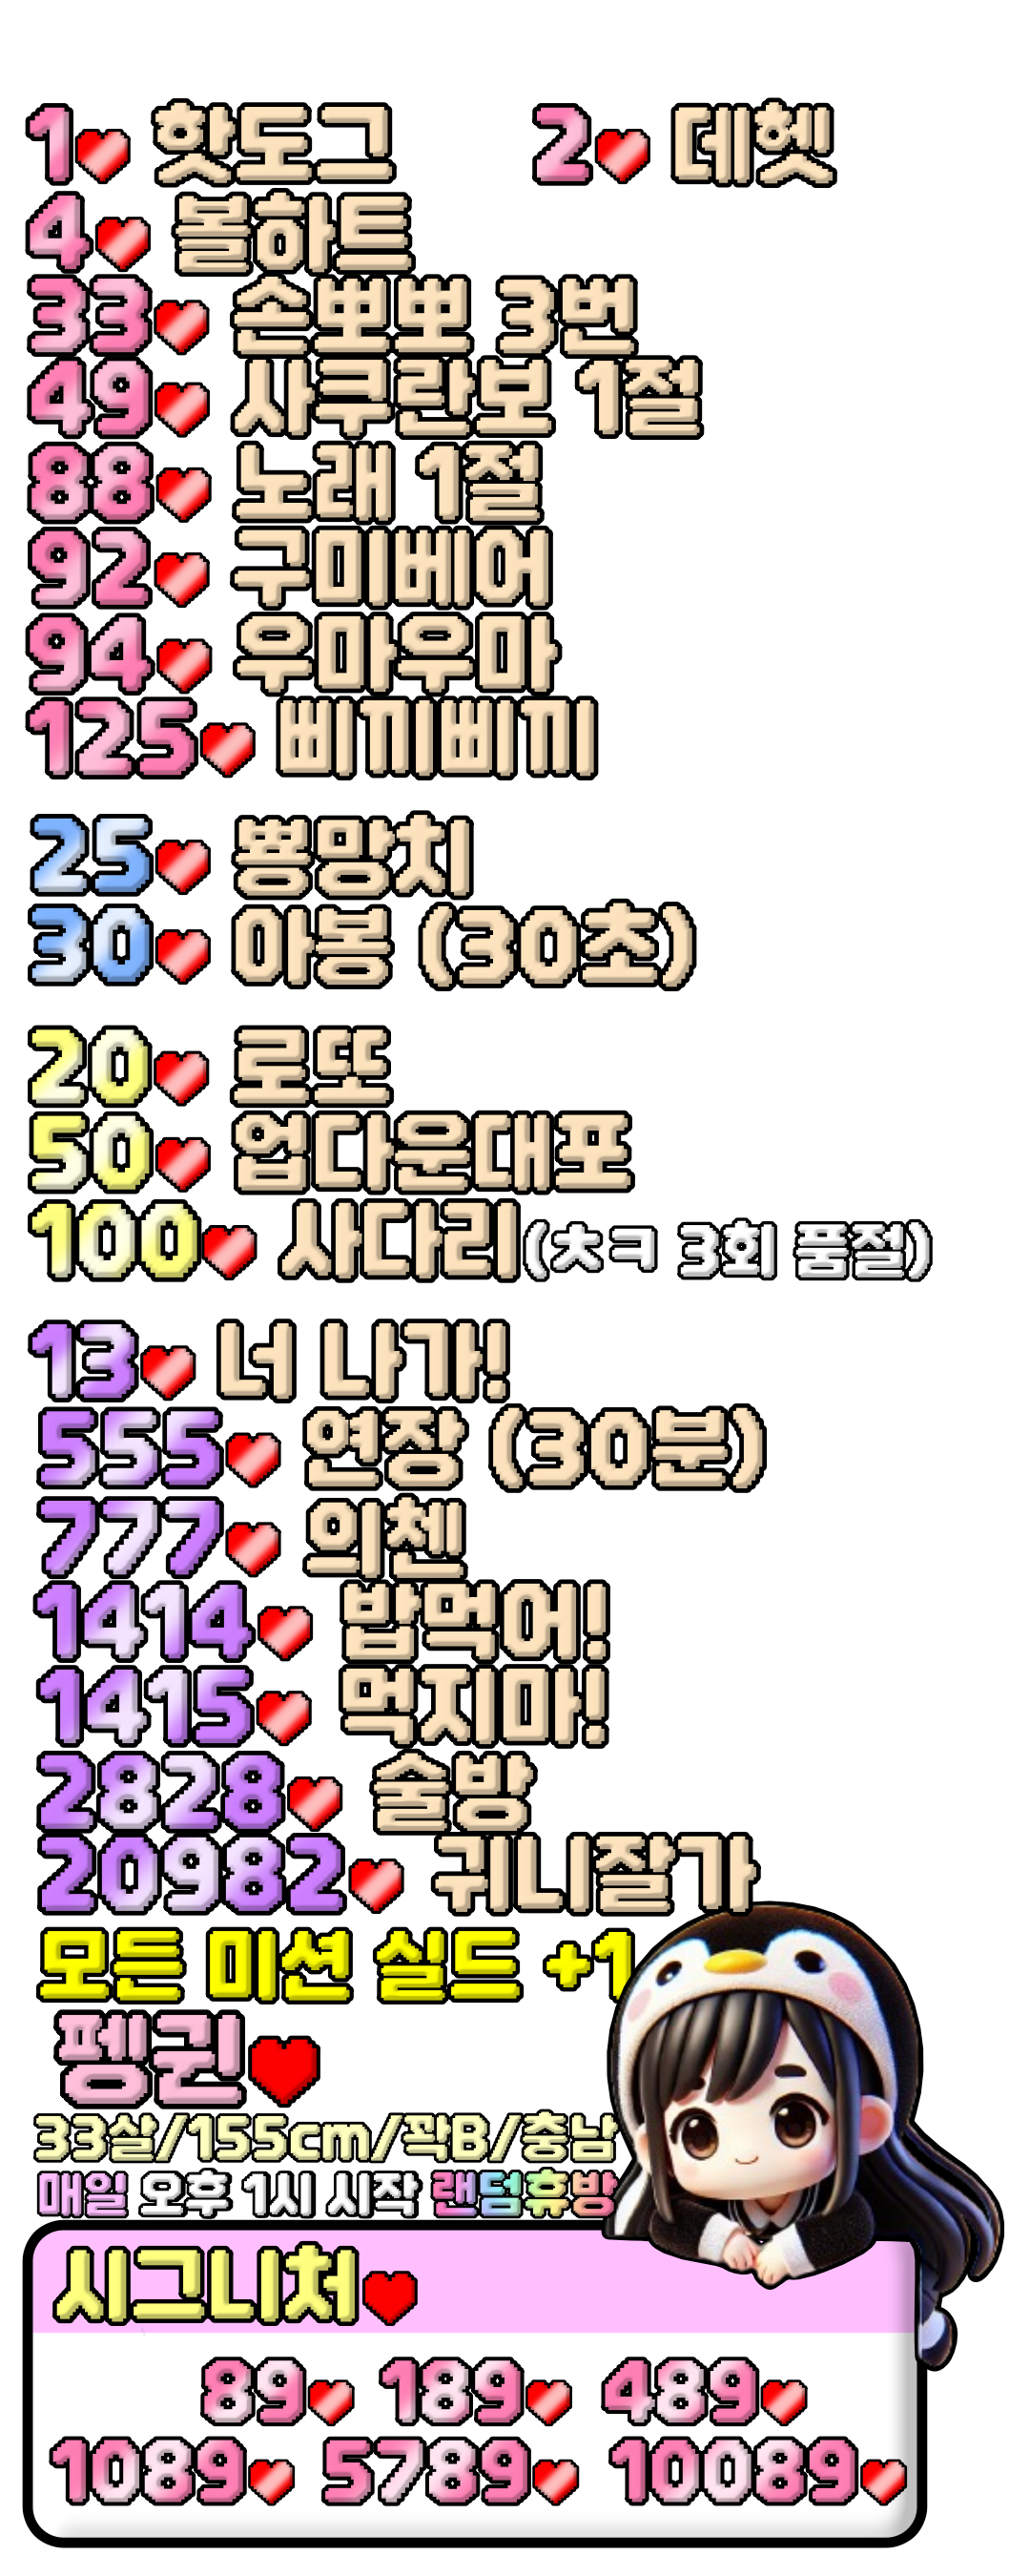 1♥ 핫도그 2♥ 데헷
4♥ 볼하트
33♥ 손뽀뽀 3번
49♥ 사쿠란보 1절
88♥ 노래 1절
92♥ 구미베어
94♥ 우마우마
125♥ 삐끼삐끼
25♥ 뿅망치
30♥ 아봉 (30초)
20♥ 로또
50♥ 업다운대포
100♥ 사다리(ㅊㅋ 3회 품절)
13♥ 너 나가!
555♥ 연장 (30분)
777♥ 의첸
1414♥ 밥먹어!
1415♥ 먹지마!
2828♥ 술방
20982♥ 귀니잘가
모든 미션 실드 +1
펭귄♥
33살/155cm/꽉B/충남
매일 오후 1시 시작 랜덤휴방
시그니처♥
89♥ 189♥ 489♥
1089♥ 5789♥ 10089♥